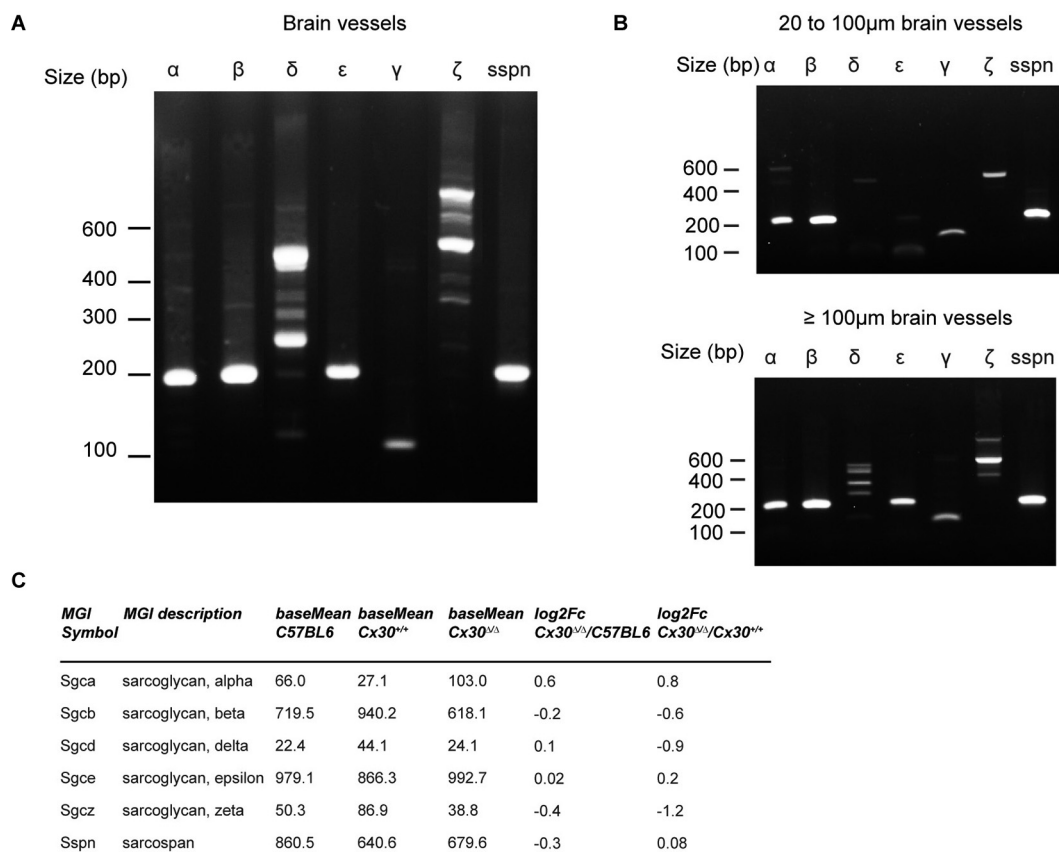 A
Brain vessels
Size (bp) α β δ ε γ ζ sspn
600
400
300
200
100
B
20 to 100µm brain vessels
Size (bp) α β δ ε γ ζ sspn
600
400
200
100
≥ 100µm brain vessels
Size (bp) α β δ ε γ ζ sspn
600
400
200
100
C
MGI Symbol MGI description baseMean C57BL6 baseMean Cx30+/+ baseMean Cx30Δ/Δ log2Fc Cx30Δ/Δ/C57BL6 log2Fc Cx30Δ/Δ/Cx30+/+
Sgca sarcoglycan, alpha 66.0 27.1 103.0 0.6 0.8
Sgcb sarcoglycan, beta 719.5 940.2 618.1 -0.2 -0.6
Sgcd sarcoglycan, delta 22.4 44.1 24.1 0.1 -0.9
Sgce sarcoglycan, epsilon 979.1 866.3 992.7 0.02 0.2
Sgcz sarcoglycan, zeta 50.3 86.9 38.8 -0.4 -1.2
Sspn sarcospan 860.5 640.6 679.6 -0.3 0.08